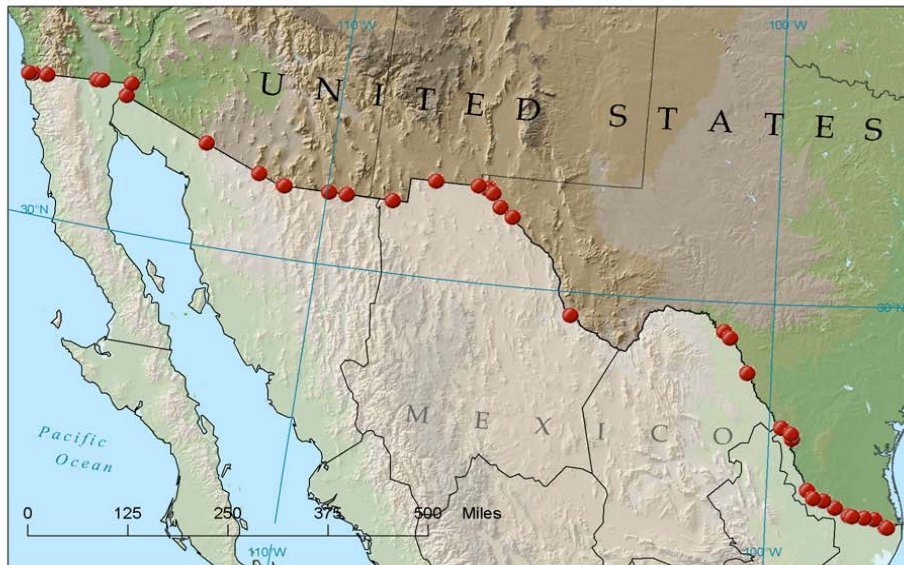 110°W
100°W
UNITED STATES
30°N
30°N
MEXICO
Pacific
Ocean
0 125 250 375 500 Miles
110°W
100°W